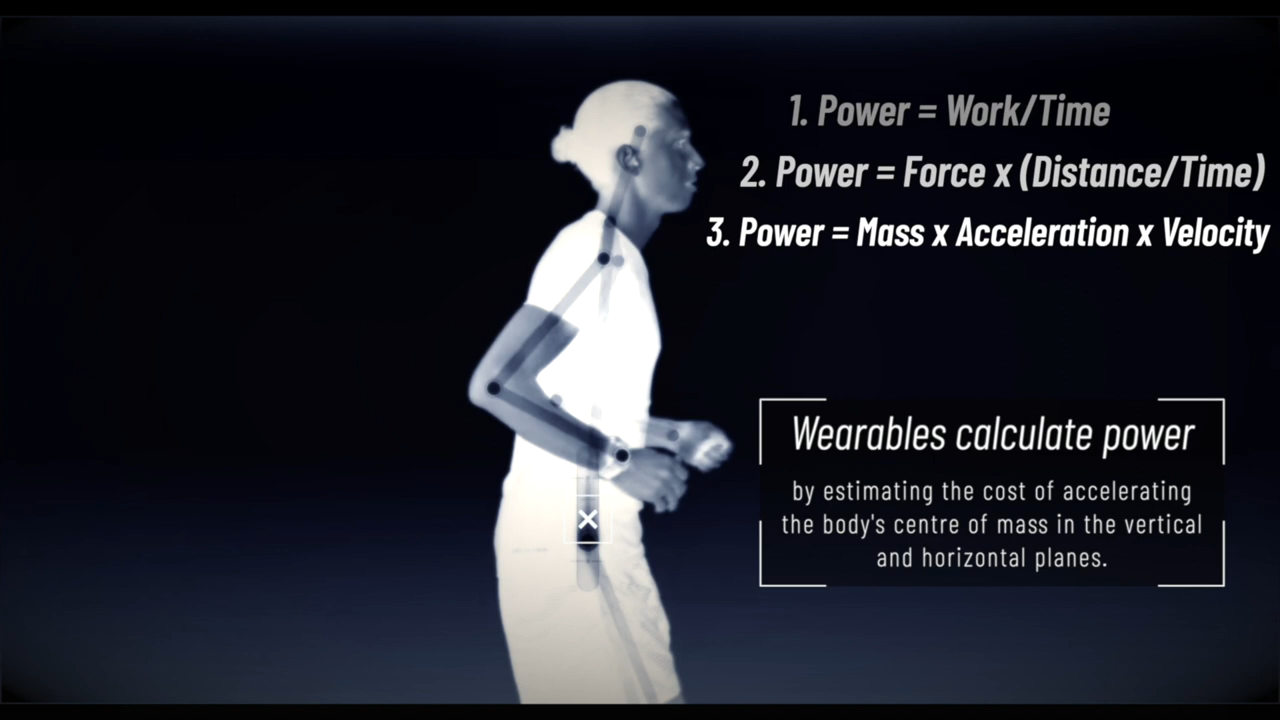 1. Power = Work/Time
2. Power = Force x (Distance/Time)
3. Power = Mass x Acceleration x Velocity
Wearables calculate power
by estimating the cost of accelerating
the body's centre of mass in the vertical
and horizontal planes.